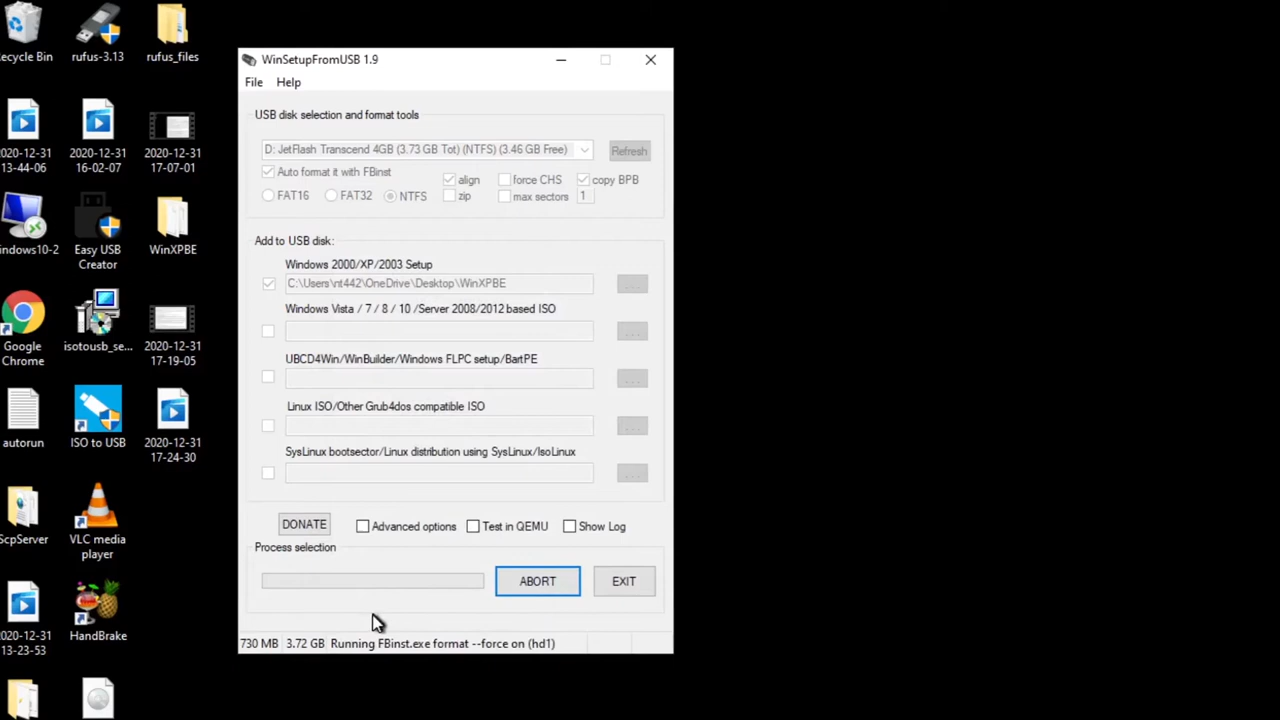 Recycle Bin
rufus-3.13
rufus_files
2020-12-31
13-44-06
2020-12-31
16-02-07
2020-12-31
17-07-01
indows10-2
Easy USB
Creator
WinXPBE
Google
Chrome
isotousb_se...
2020-12-31
17-19-05
autorun
ISO to USB
2020-12-31
17-24-30
ScpServer
VLC media
player
2020-12-31
13-23-53
HandBrake
WinSetupFromUSB 1.9
File Help
USB disk selection and format tools
D: JetFlash Transcend 4GB (3.73 GB Tot) (NTFS) (3.46 GB Free)
Refresh
Auto format it with FBinst
align
force CHS
copy BPB
FAT16
FAT32
NTFS
zip
max sectors
1
Add to USB disk:
Windows 2000/XP/2003 Setup
C:\Users\nt442\OneDrive\Desktop\WinXPBE
...
Windows Vista / 7 / 8 / 10 /Server 2008/2012 based ISO
...
UBCD4Win/WinBuilder/Windows FLPC setup/BartPE
...
Linux ISO/Other Grub4dos compatible ISO
...
SysLinux bootsector/Linux distribution using SysLinux/IsoLinux
...
DONATE
Advanced options
Test in QEMU
Show Log
Process selection
ABORT
EXIT
730 MB 3.72 GB Running FBinst.exe format --force on (hd1)